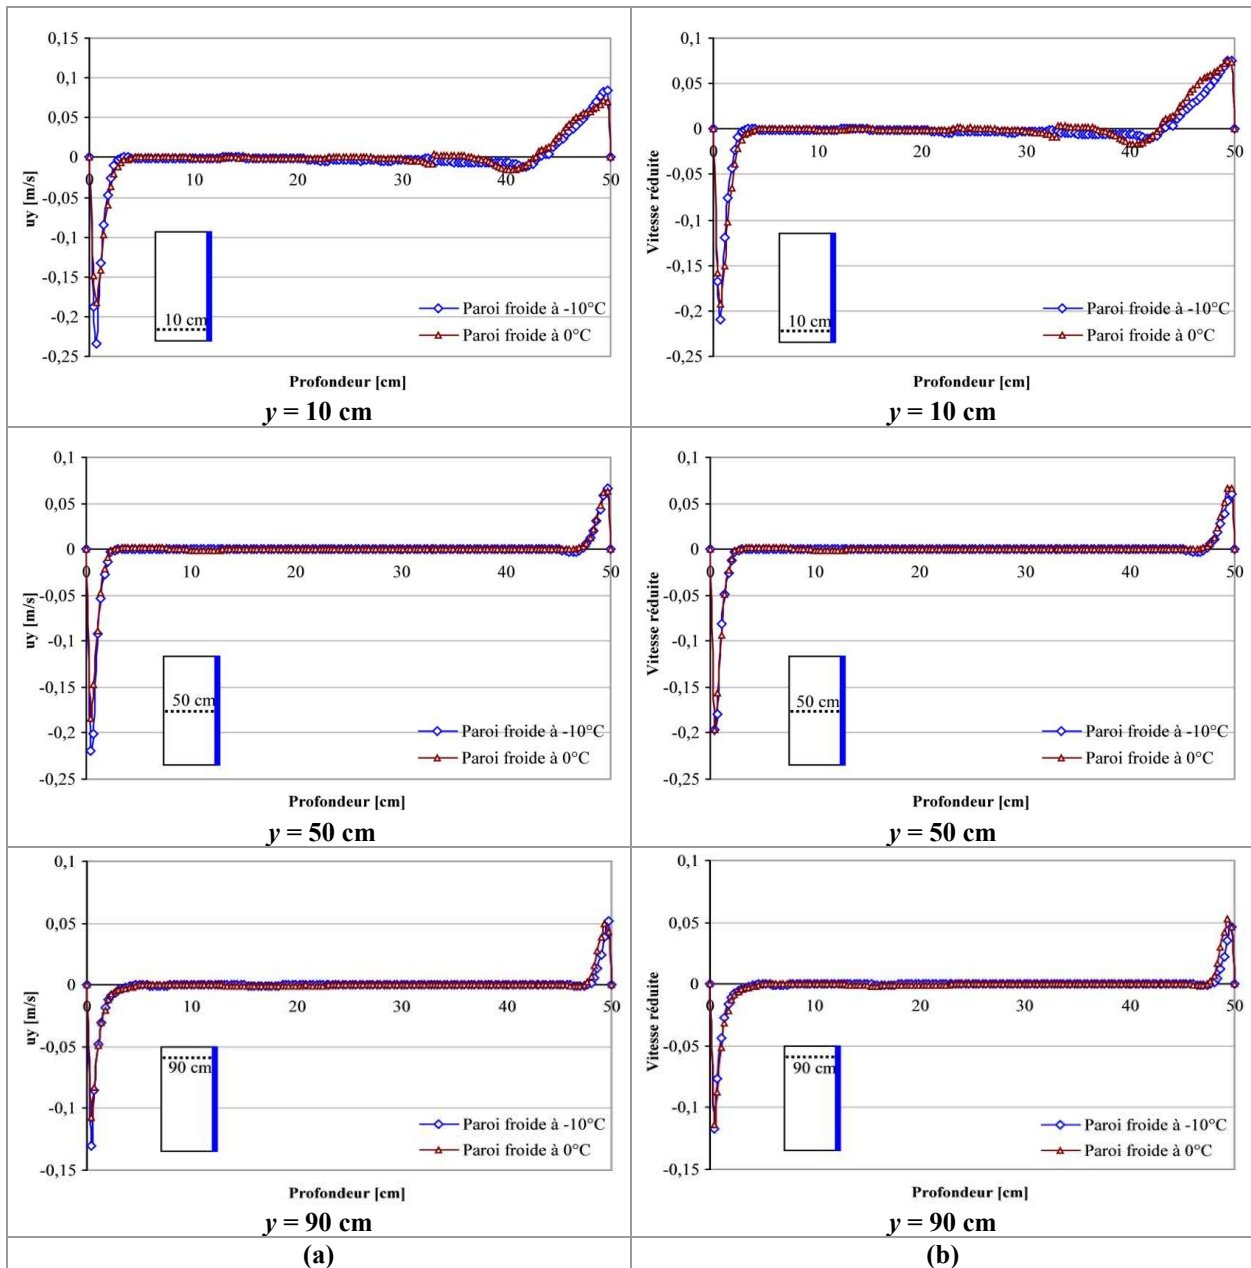 0,15
0,1
0,05
0
-0,05
-0,1
-0,15
-0,2
-0,25
0 10 20 30 40 50
uy [m/s]
10 cm
Paroi froide à -10°C
Paroi froide à 0°C
Profondeur [cm]
y = 10 cm
0,1
0,05
0
-0,05
-0,1
-0,15
-0,2
-0,25
0 10 20 30 40 50
Vitesse réduite
10 cm
Paroi froide à -10°C
Paroi froide à 0°C
Profondeur [cm]
y = 10 cm
0,1
0,05
0
-0,05
-0,1
-0,15
-0,2
-0,25
0 10 20 30 40 50
uy [m/s]
50 cm
Paroi froide à -10°C
Paroi froide à 0°C
Profondeur [cm]
y = 50 cm
0,1
0,05
0
-0,05
-0,1
-0,15
-0,2
-0,25
0 10 20 30 40 50
Vitesse réduite
50 cm
Paroi froide à -10°C
Paroi froide à 0°C
Profondeur [cm]
y = 50 cm
0,1
0,05
0
-0,05
-0,1
-0,15
0 10 20 30 40 50
uy [m/s]
90 cm
Paroi froide à -10°C
Paroi froide à 0°C
Profondeur [cm]
y = 90 cm
0,1
0,05
0
-0,05
-0,1
-0,15
0 10 20 30 40 50
Vitesse réduite
90 cm
Paroi froide à -10°C
Paroi froide à 0°C
Profondeur [cm]
y = 90 cm
(a)
(b)